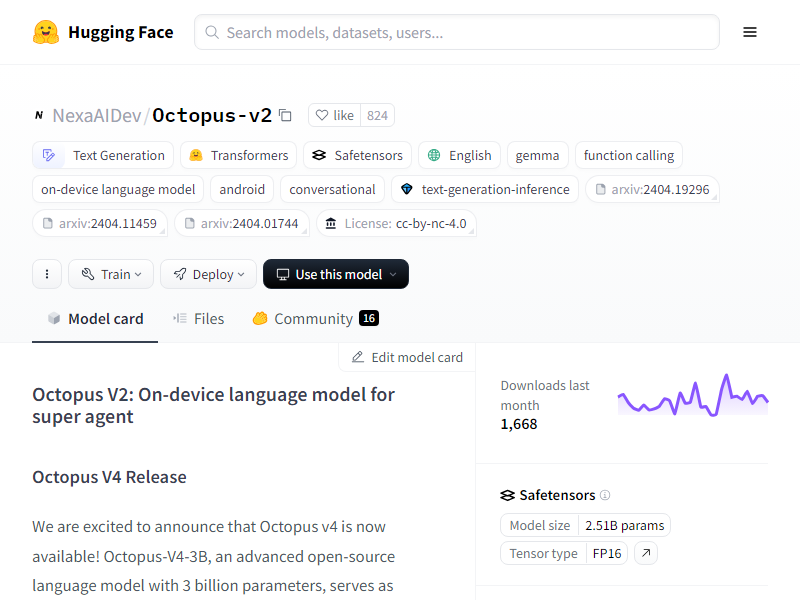 Hugging Face
Search models, datasets, users...
N NexaAIDev/Octopus-v2 like 824
Text Generation Transformers Safetensors English gemma function calling
on-device language model android conversational text-generation-inference arxiv:2404.19296
arxiv:2404.11459 arxiv:2404.01744 License: cc-by-nc-4.0
Train Deploy Use this model
Model card Files Community 16
Edit model card
Octopus V2: On-device language model for
super agent
Octopus V4 Release
We are excited to announce that Octopus v4 is now
available! Octopus-V4-3B, an advanced open-source
language model with 3 billion parameters, serves as
Downloads last
month
1,668
Safetensors
Model size 2.51B params
Tensor type FP16